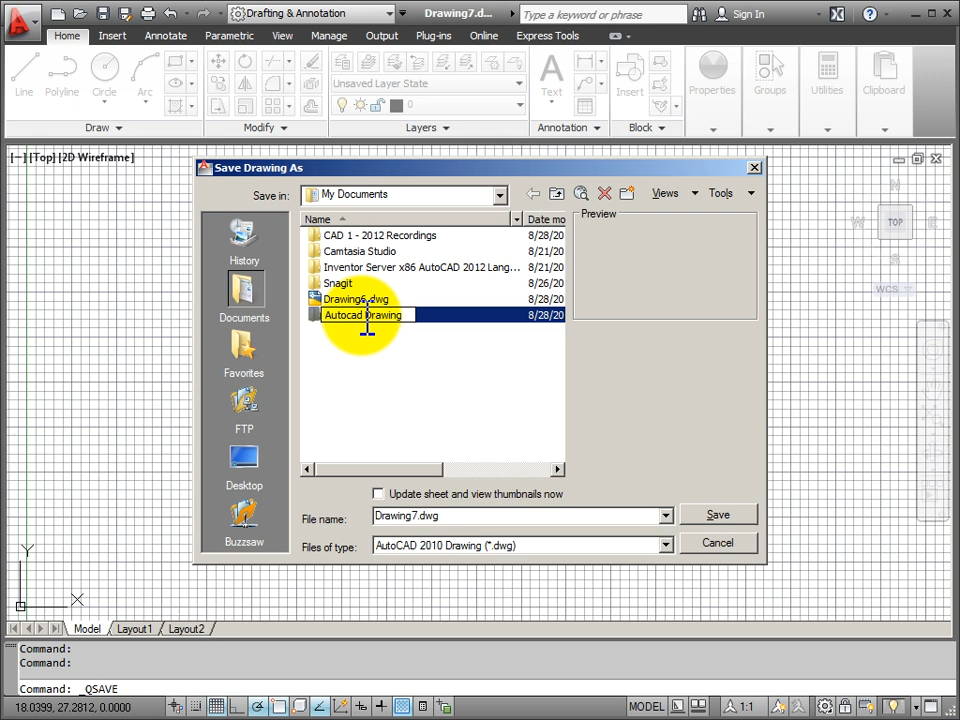 Drafting & Annotation
Drawing7.d...
Type a keyword or phrase
Sign In
Home
Insert
Annotate
Parametric
View
Manage
Output
Plug-ins
Online
Express Tools
Line
Polyline
Circle
Arc
Unsaved Layer State
0
Text
Insert
Properties
Groups
Utilities
Clipboard
Draw
Modify
Layers
Annotation
Block
[−] [Top] [2D Wireframe]
N
W
TOP
E
S
WCS
Save Drawing As
Save in:
My Documents
Views
Tools
Name
Date mo
Preview
History
Documents
Favorites
FTP
Desktop
Buzzsaw
CAD 1 - 2012 Recordings
8/28/20
Camtasia Studio
8/21/20
Inventor Server x86 AutoCAD 2012 Lang...
8/21/20
Snagit
8/26/20
Drawing6.dwg
8/28/20
Autocad Drawing
8/28/20
Update sheet and view thumbnails now
File name:
Drawing7.dwg
Save
Files of type:
AutoCAD 2010 Drawing (*.dwg)
Cancel
Y
X
Model
Layout1
Layout2
Command:
Command:
Command: _QSAVE
18.0399, 27.2812, 0.0000
MODEL
1:1